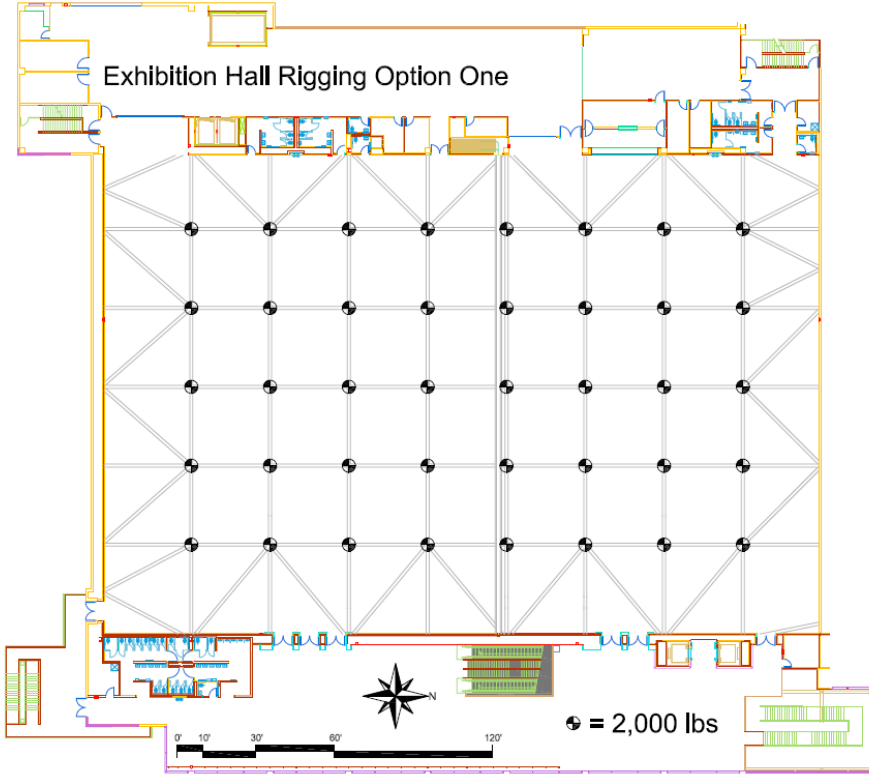 Exhibition Hall Rigging Option One
N
= 2,000 lbs
0' 10' 30' 60' 120'